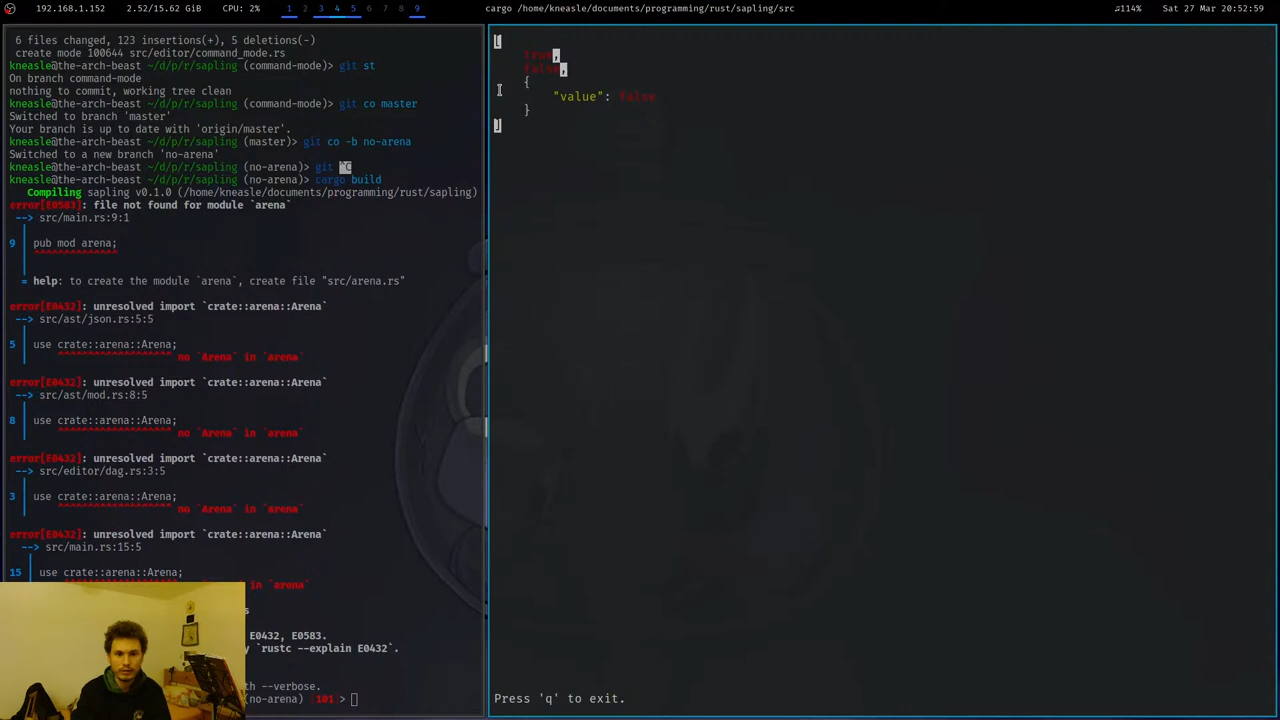 192.168.1.152 2.52/15.62 GiB CPU: 2% 1 2 3 4 5 6 7 8 9 cargo /home/kneasle/documents/programming/rust/sapling/src ♫114% Sat 27 Mar 20:52:59
6 files changed, 123 insertions(+), 5 deletions(-)
create mode 100644 src/editor/command_mode.rs
kneasle@the-arch-beast ~/d/p/r/sapling (command-mode)> git st
On branch command-mode
nothing to commit, working tree clean
kneasle@the-arch-beast ~/d/p/r/sapling (command-mode)> git co master
Switched to branch 'master'
Your branch is up to date with 'origin/master'.
kneasle@the-arch-beast ~/d/p/r/sapling (master)> git co -b no-arena
Switched to a new branch 'no-arena'
kneasle@the-arch-beast ~/d/p/r/sapling (no-arena)> git ^C
kneasle@the-arch-beast ~/d/p/r/sapling (no-arena)> cargo build
Compiling sapling v0.1.0 (/home/kneasle/documents/programming/rust/sapling)
error[E0583]: file not found for module `arena`
--> src/main.rs:9:1
|
9 | pub mod arena;
| ^^^^^^^^^^^^^^
|
= help: to create the module `arena`, create file "src/arena.rs"
error[E0432]: unresolved import `crate::arena::Arena`
--> src/ast/json.rs:5:5
|
5 | use crate::arena::Arena;
| ^^^^^^^^^^^^^^^^^^^ no `Arena` in `arena`
error[E0432]: unresolved import `crate::arena::Arena`
--> src/ast/mod.rs:8:5
|
8 | use crate::arena::Arena;
| ^^^^^^^^^^^^^^^^^^^ no `Arena` in `arena`
error[E0432]: unresolved import `crate::arena::Arena`
--> src/editor/dag.rs:3:5
|
3 | use crate::arena::Arena;
| ^^^^^^^^^^^^^^^^^^^ no `Arena` in `arena`
error[E0432]: unresolved import `crate::arena::Arena`
--> src/main.rs:15:5
|
15 | use crate::arena::Arena;
in `arena`
s
E0432, E0583.
`rustc --explain E0432`.
--verbose.
(no-arena) [101]>
[
true,
false,
{
"value": false
}
]
Press 'q' to exit.